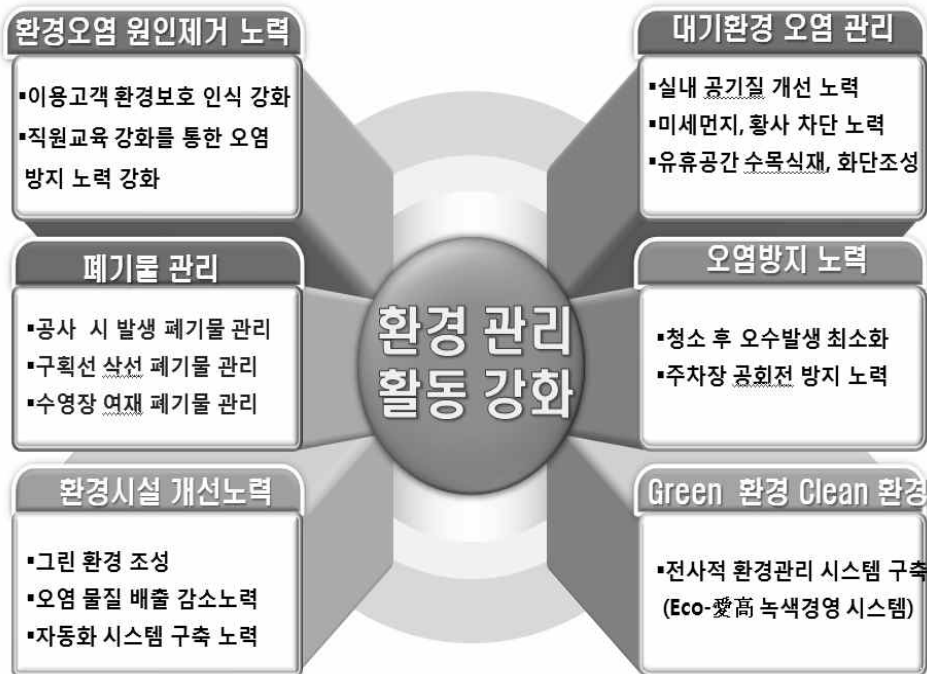 환경오염 원인제거 노력
▪이용고객 환경보호 인식 강화
▪직원교육 강화를 통한 오염
방지 노력 강화
대기환경 오염 관리
▪실내 공기질 개선 노력
▪미세먼지, 황사 차단 노력
▪유휴공간 수목식재, 화단조성
폐기물 관리
▪공사 시 발생 폐기물 관리
▪구획선 삭선 폐기물 관리
▪수영장 여재 폐기물 관리
환경 관리
활동 강화
오염방지 노력
▪청소 후 오수발생 최소화
▪주차장 공회전 방지 노력
환경시설 개선노력
▪그린 환경 조성
▪오염 물질 배출 감소노력
▪자동화 시스템 구축 노력
Green 환경 Clean 환경
▪전사적 환경관리 시스템 구축
(Eco-愛高 녹색경영 시스템)